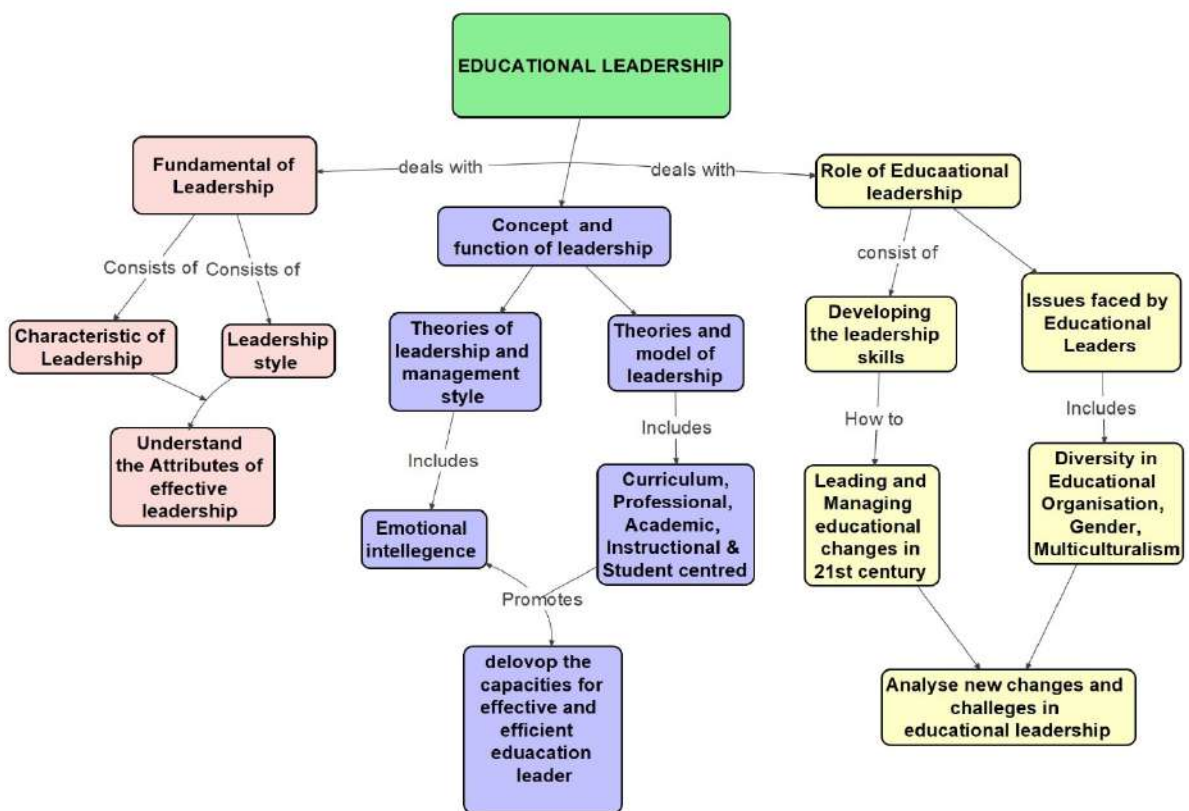 EDUCATIONAL LEADERSHIP
Fundamental of
Leadership
deals with
deals with
Role of Educaational
leadership
Concept and
function of leadership
Consists of
Consists of
consist of
Characteristic of
Leadership
Leadership
style
Theories of
leadership and
management
style
Theories and
model of
leadership
Developing
the leadership
skills
Issues faced by
Educational
Leaders
Understand
the Attributes of
effective
leadership
Includes
Includes
How to
Includes
Emotional
intellegence
Curriculum,
Professional,
Academic,
Instructional &
Student centred
Leading and
Managing
educational
changes in
21st century
Diversity in
Educational
Organisation,
Gender,
Multiculturalism
Promotes
delovop the
capacities for
effective and
efficient
eduacation
leader
Analyse new changes and
challeges in
educational leadership